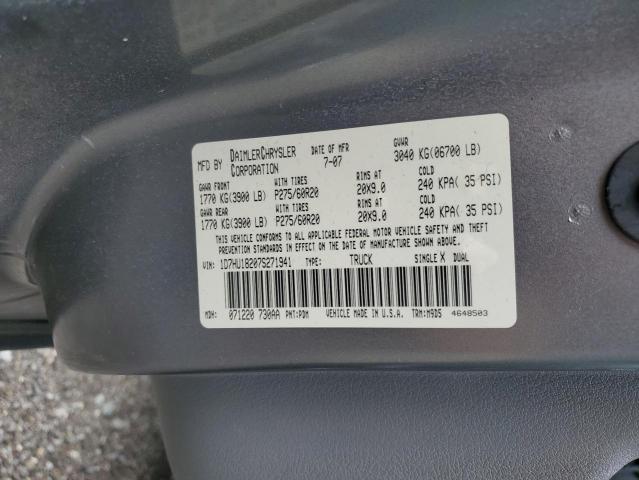 MFD BY DAIMLERCHRYSLER CORPORATION DATE OF MFR 7-07 GVWR 3040 KG(06700 LB)
GAWR FRONT WITH TIRES RIMS AT COLD
1770 KG(3900 LB) P275/60R20 20X9.0 240 KPA( 35 PSI)
GAWR REAR WITH TIRES RIMS AT COLD
1770 KG(3900 LB) P275/60R20 20X9.0 240 KPA( 35 PSI)
THIS VEHICLE CONFORMS TO ALL APPLICABLE FEDERAL MOTOR VEHICLE SAFETY AND THEFT
PREVENTION STANDARDS IN EFFECT ON THE DATE OF MANUFACTURE SHOWN ABOVE.
VIN: 1D7HU18207S271941 TYPE: TRUCK SINGLE X DUAL
MDH: 071220 730AA PNT:PDM VEHICLE MADE IN U.S.A. TRM:M9D5 4648503